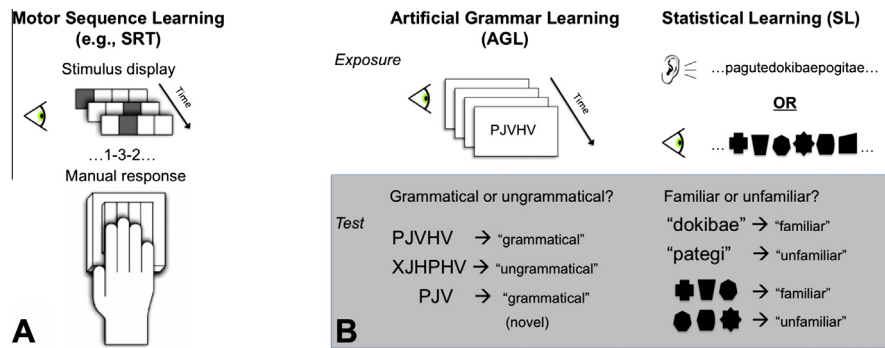 Motor Sequence Learning
(e.g., SRT)
Stimulus display
Time
…1-3-2…
Manual response
A
Artificial Grammar Learning
(AGL)
Exposure
PJVHV
Time
Statistical Learning (SL)
…pagutedokibaepogitae…
OR
… …
Grammatical or ungrammatical?
Test
PJVHV → “grammatical”
XJHPHV → “ungrammatical”
PJV → “grammatical”
(novel)
Familiar or unfamiliar?
“dokibae” → “familiar”
“pategi” → “unfamiliar”
→ “familiar”
→ “unfamiliar”
B